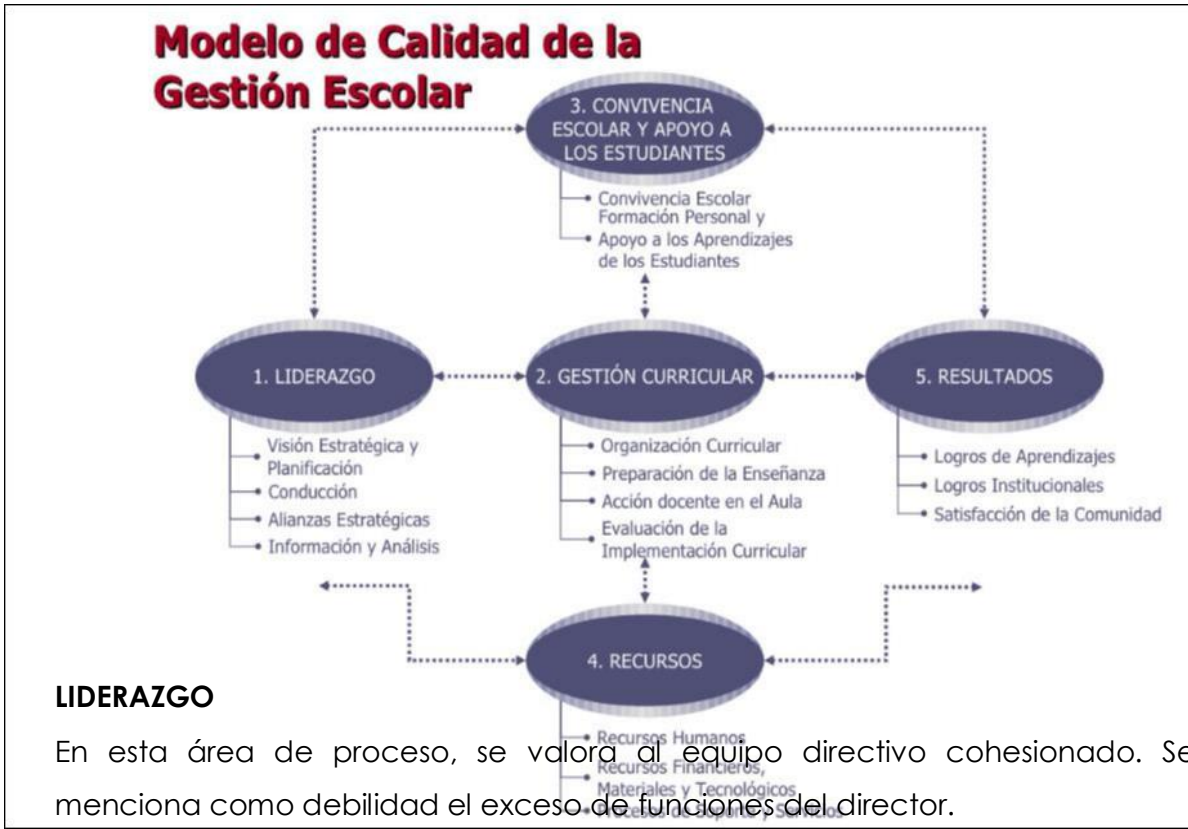 Modelo de Calidad de la
Gestión Escolar
3. CONVIVENCIA
ESCOLAR Y APOYO A
LOS ESTUDIANTES
Convivencia Escolar
Formación Personal y
Apoyo a los Aprendizajes
de los Estudiantes
1. LIDERAZGO
Visión Estratégica y
Planificación
Conducción
Alianzas Estratégicas
Información y Análisis
2. GESTIÓN CURRICULAR
Organización Curricular
Preparación de la Enseñanza
Acción docente en el Aula
Evaluación de la
Implementación Curricular
5. RESULTADOS
Logros de Aprendizajes
Logros Institucionales
Satisfacción de la Comunidad
4. RECURSOS
Recursos Humanos
Recursos Financieros,
Materiales y Tecnológicos
Procesos de Soporte y Servicios
LIDERAZGO
En esta área de proceso, se valora al equipo directivo cohesionado. Se
menciona como debilidad el exceso de funciones del director.